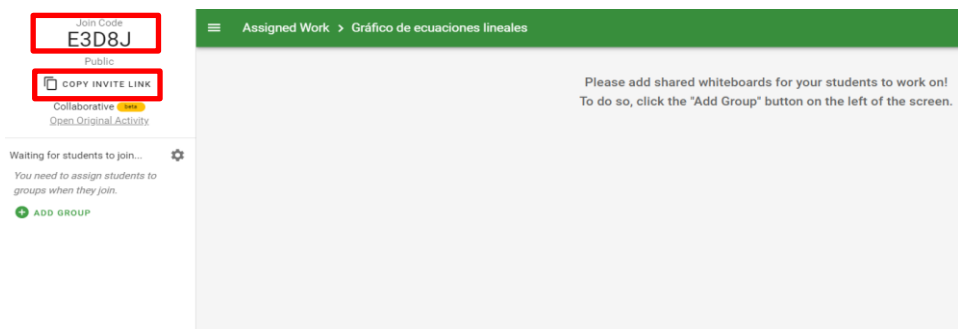 Join Code
E3D8J
Public
COPY INVITE LINK
Collaborative beta
Open Original Activity
Waiting for students to join...
You need to assign students to
groups when they join.
ADD GROUP
Assigned Work > Gráfico de ecuaciones lineales
Please add shared whiteboards for your students to work on!
To do so, click the "Add Group" button on the left of the screen.